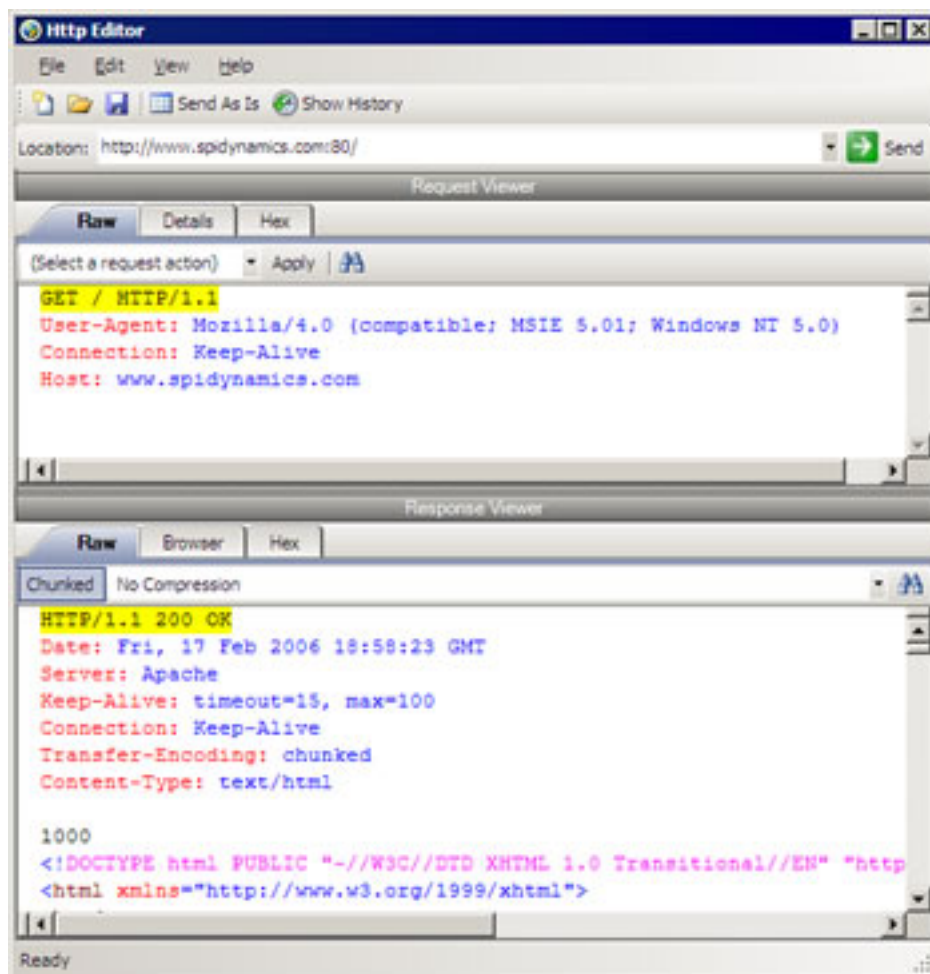 Http Editor
File Edit View Help
Send As Is Show History
Location: http://www.spidynamics.com:80/ Send
Request Viewer
Raw Details Hex
(Select a request action) Apply
GET / HTTP/1.1
User-Agent: Mozilla/4.0 (compatible; MSIE 5.01; Windows NT 5.0)
Connection: Keep-Alive
Host: www.spidynamics.com
Response Viewer
Raw Browser Hex
Chunked No Compression
HTTP/1.1 200 OK
Date: Fri, 17 Feb 2006 18:58:23 GMT
Server: Apache
Keep-Alive: timeout=15, max=100
Connection: Keep-Alive
Transfer-Encoding: chunked
Content-Type: text/html
1000
<!DOCTYPE html PUBLIC "-//W3C//DTD XHTML 1.0 Transitional//EN" "http
<html xmlns="http://www.w3.org/1999/xhtml">
Ready